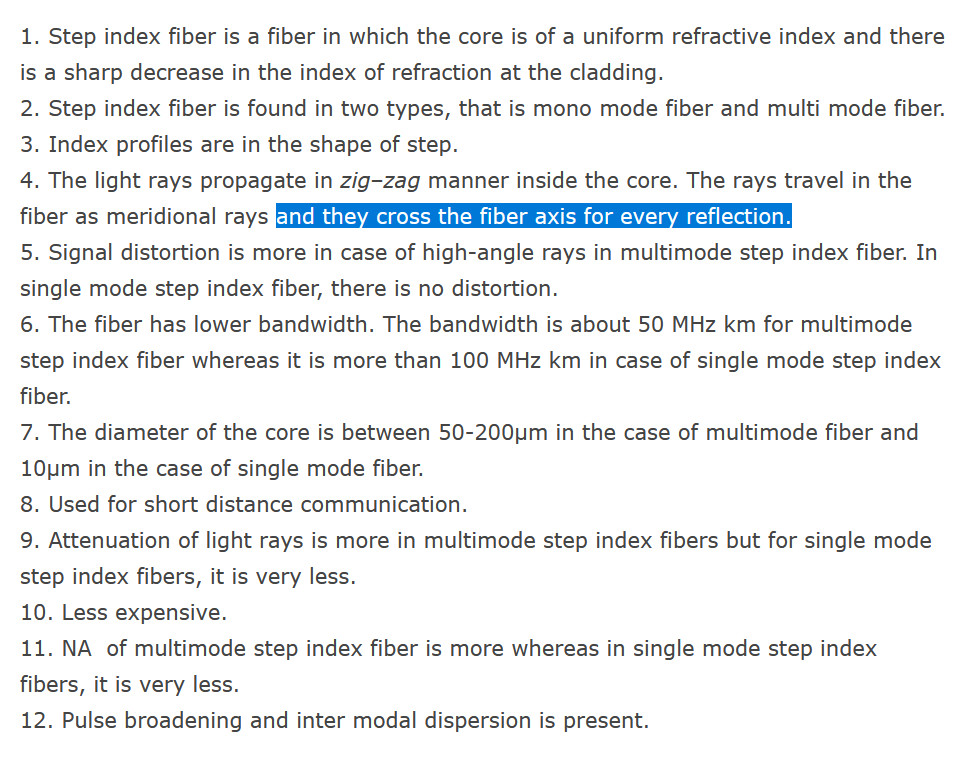 1. Step index fiber is a fiber in which the core is of a uniform refractive index and there
is a sharp decrease in the index of refraction at the cladding.
2. Step index fiber is found in two types, that is mono mode fiber and multi mode fiber.
3. Index profiles are in the shape of step.
4. The light rays propagate in zig–zag manner inside the core. The rays travel in the
fiber as meridional rays and they cross the fiber axis for every reflection.
5. Signal distortion is more in case of high-angle rays in multimode step index fiber. In
single mode step index fiber, there is no distortion.
6. The fiber has lower bandwidth. The bandwidth is about 50 MHz km for multimode
step index fiber whereas it is more than 100 MHz km in case of single mode step index
fiber.
7. The diameter of the core is between 50-200μm in the case of multimode fiber and
10μm in the case of single mode fiber.
8. Used for short distance communication.
9. Attenuation of light rays is more in multimode step index fibers but for single mode
step index fibers, it is very less.
10. Less expensive.
11. NA  of multimode step index fiber is more whereas in single mode step index
fibers, it is very less.
12. Pulse broadening and inter modal dispersion is present.